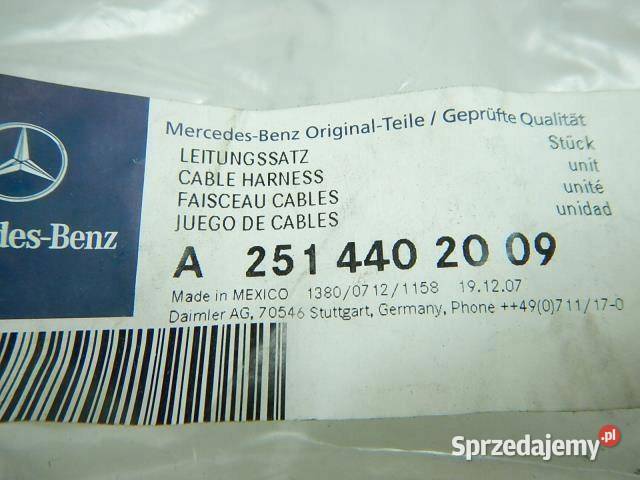 Mercedes-Benz Original-Teile / Geprüfte Qualität
LEITUNGSSATZ Stück
CABLE HARNESS unit
FAISCEAU CABLES unité
JUEGO DE CABLES unidad
des-Benz
A 251 440 20 09
Made in MEXICO 1380/0712/1158 19.12.07
Daimler AG, 70546 Stuttgart, Germany, Phone ++49(0)711/17-0
Sprzedajemy.pl